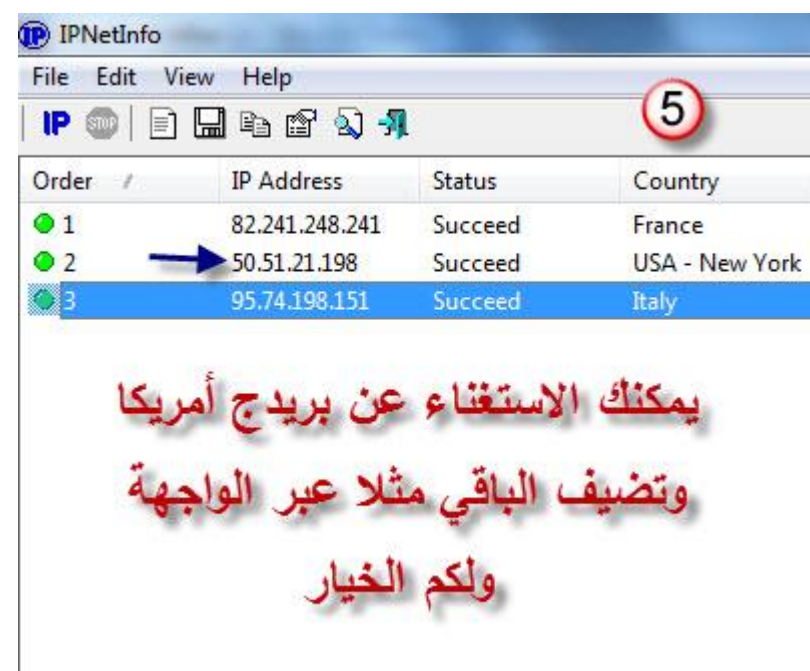 IPNetInfo
File Edit View Help
IP STOP 5
Order / IP Address Status Country
1 82.241.248.241 Succeed France
2 50.51.21.198 Succeed USA - New York
3 95.74.198.151 Succeed Italy
يمكنك الاستغناء عن بريدج أمريكا
وتضيف الباقي مثلا عبر الواجهة
ولكم الخيار